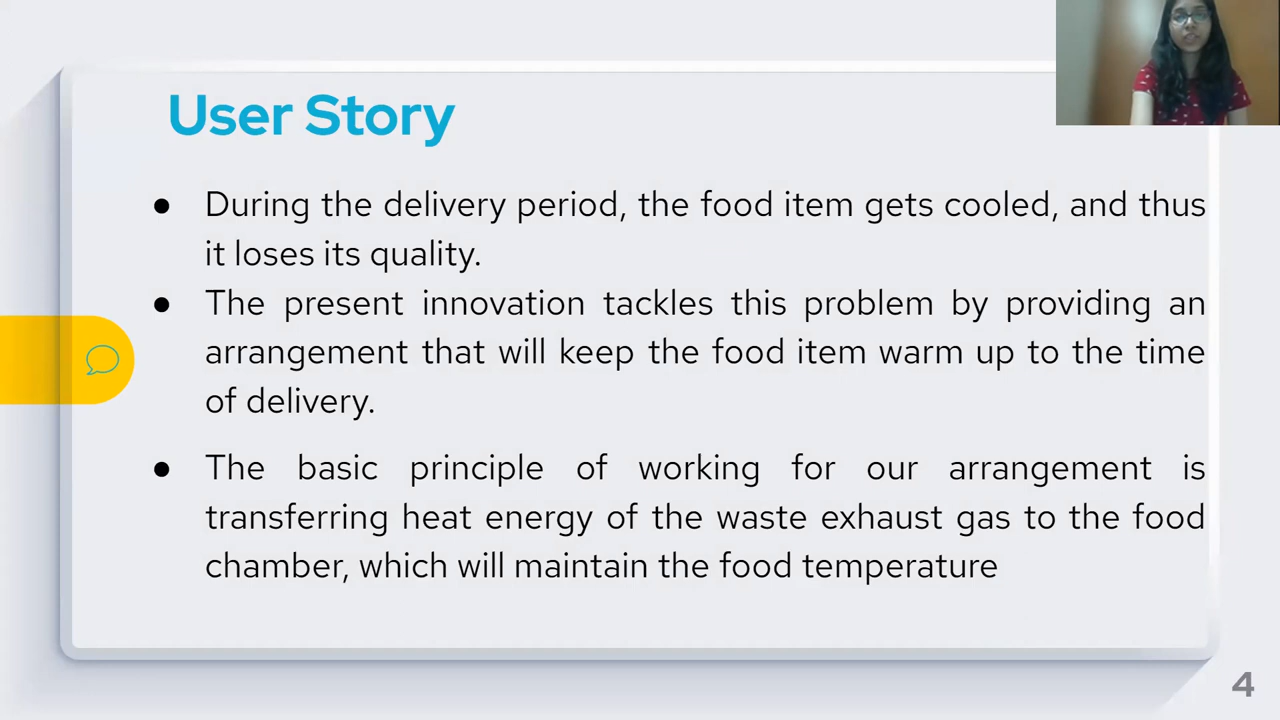 User Story
● During the delivery period, the food item gets cooled, and thus
it loses its quality.
● The present innovation tackles this problem by providing an
arrangement that will keep the food item warm up to the time
of delivery.
● The basic principle of working for our arrangement is
transferring heat energy of the waste exhaust gas to the food
chamber, which will maintain the food temperature
4